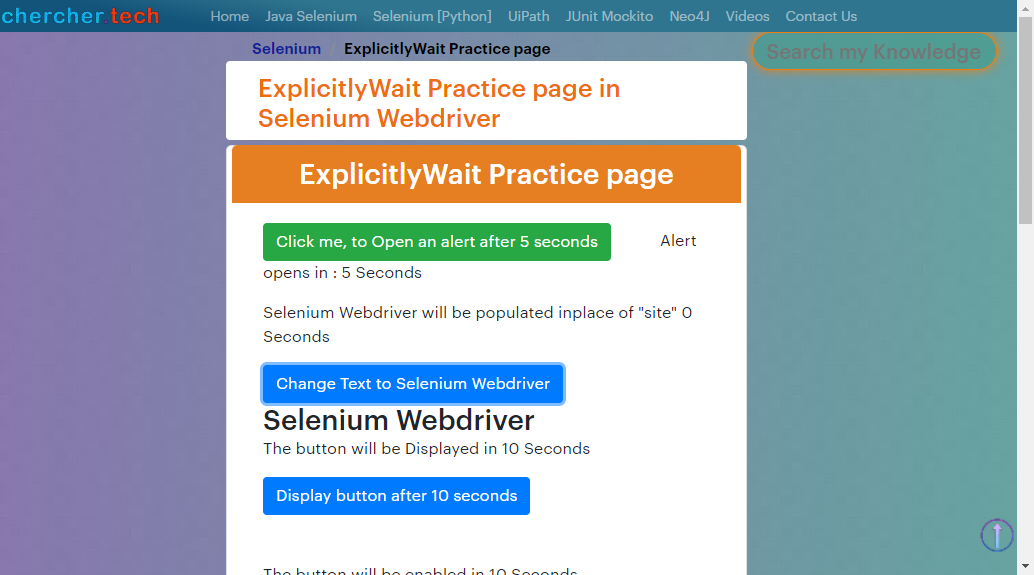 chercher.tech Home Java Selenium Selenium [Python] UiPath JUnit Mockito Neo4J Videos Contact Us
Selenium / ExplicitlyWait Practice page
Search my Knowledge
ExplicitlyWait Practice page in
Selenium Webdriver
ExplicitlyWait Practice page
Click me, to Open an alert after 5 seconds Alert
opens in : 5 Seconds
Selenium Webdriver will be populated inplace of "site" 0
Seconds
Change Text to Selenium Webdriver
Selenium Webdriver
The button will be Displayed in 10 Seconds
Display button after 10 seconds
The button will be enabled in 10 Seconds